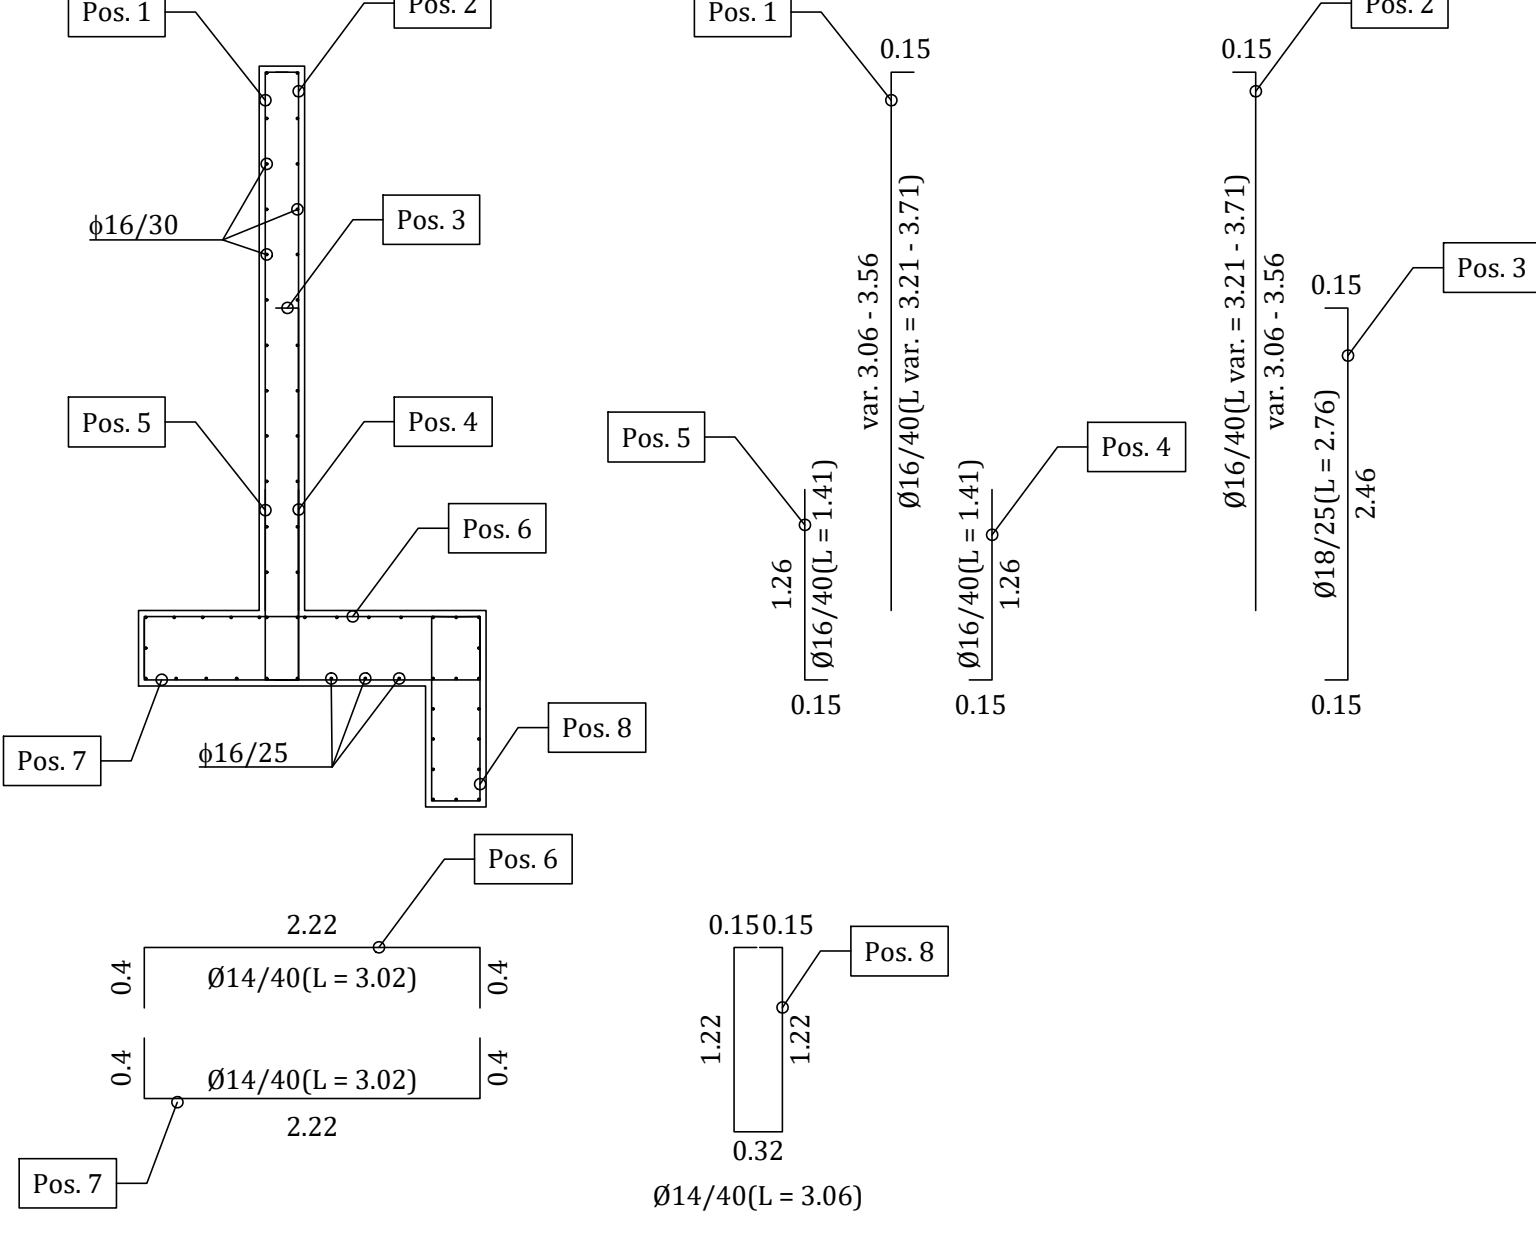 Pos. 1
Pos. 2
ϕ16/30
Pos. 3
Pos. 5
Pos. 4
Pos. 6
Pos. 7
ϕ16/25
Pos. 8
Pos. 1
0.15
var. 3.06 - 3.56
Ø16/40(L var. = 3.21 - 3.71)
Pos. 2
0.15
Ø16/40(L var. = 3.21 - 3.71)
var. 3.06 - 3.56
Pos. 3
0.15
Ø18/25(L = 2.76)
2.46
0.15
Pos. 5
1.26
Ø16/40(L = 1.41)
0.15
Pos. 4
Ø16/40(L = 1.41)
1.26
0.15
Pos. 6
2.22
0.4
Ø14/40(L = 3.02)
0.4
0.4
Ø14/40(L = 3.02)
0.4
2.22
Pos. 7
0.15 0.15
Pos. 8
1.22
1.22
0.32
Ø14/40(L = 3.06)